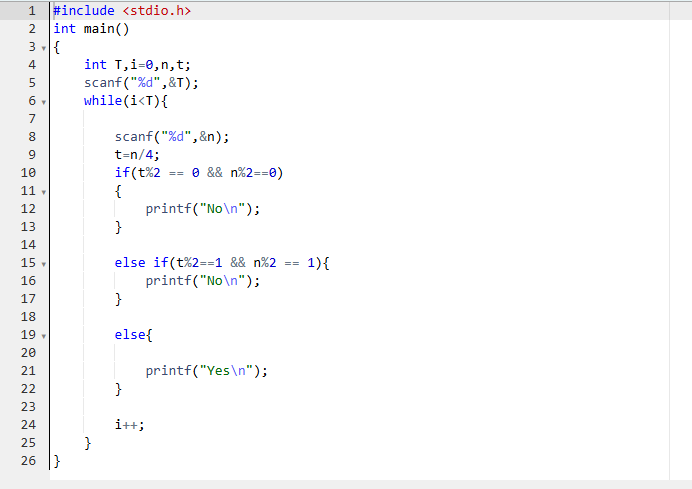 1 #include <stdio.h>
2 int main()
3 {
4     int T,i=0,n,t;
5     scanf("%d",&T);
6     while(i<T){
7
8         scanf("%d",&n);
9         t=n/4;
10         if(t%2 == 0 && n%2==0)
11         {
12             printf("No\n");
13         }
14
15         else if(t%2==1 && n%2 == 1){
16             printf("No\n");
17         }
18
19         else{
20
21             printf("Yes\n");
22         }
23
24         i++;
25     }
26 }